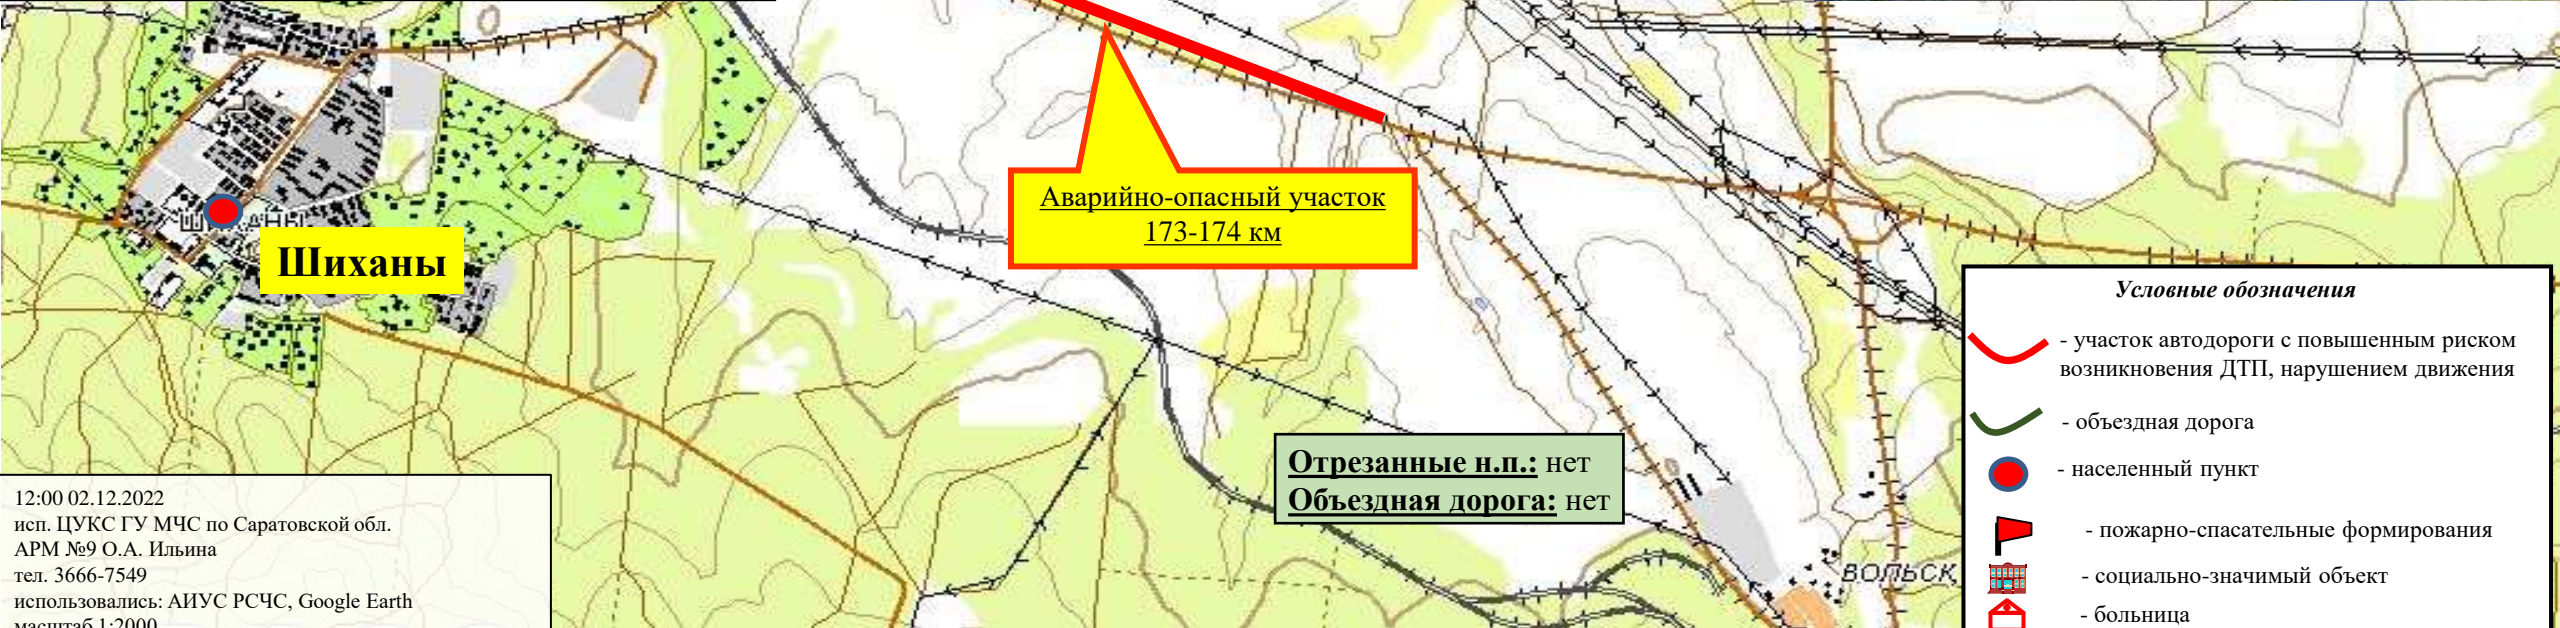 Аварийно-опасный участок
173-174 км
Шиханы
Условные обозначения
- участок автодороги с повышенным риском
возникновения ДТП, нарушением движения
- объездная дорога
- населенный пункт
- пожарно-спасательные формирования
- социально-значимый объект
- больница
Отрезанные н.п.: нет
Объездная дорога: нет
ВОЛЬСК
12:00 02.12.2022
исп. ЦУКС ГУ МЧС по Саратовской обл.
АРМ №9 О.А. Ильина
тел. 3666-7549
использовались: АИУС РСЧС, Google Earth
масштаб 1:2000